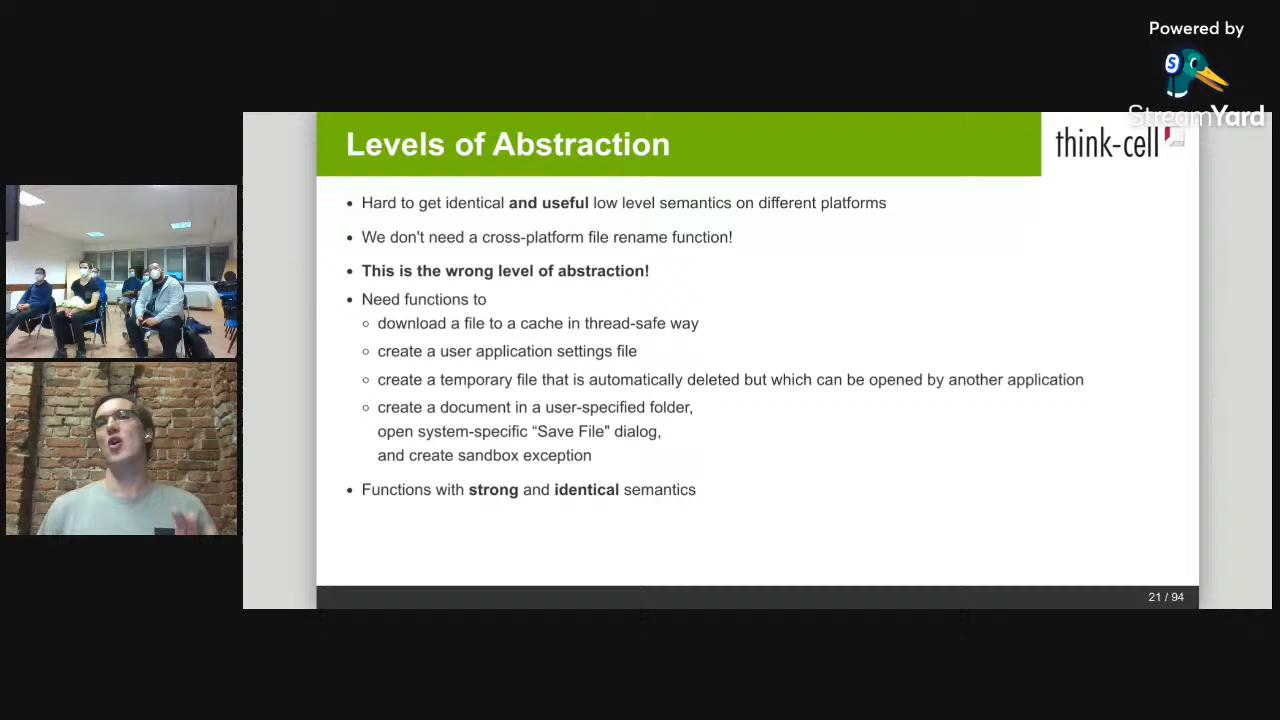 Powered by
StreamYard
Levels of Abstraction
think-cell
• Hard to get identical and useful low level semantics on different platforms
• We don't need a cross-platform file rename function!
• This is the wrong level of abstraction!
• Need functions to
○ download a file to a cache in thread-safe way
○ create a user application settings file
○ create a temporary file that is automatically deleted but which can be opened by another application
○ create a document in a user-specified folder,
open system-specific “Save File" dialog,
and create sandbox exception
• Functions with strong and identical semantics
21 / 94